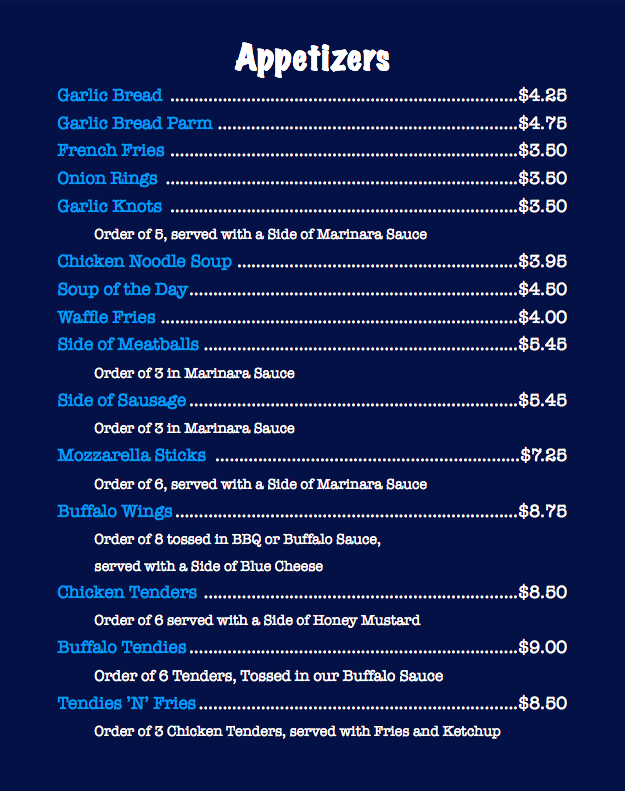 Appetizers
Garlic Bread ........................................................................$4.25
Garlic Bread Parm ..............................................................$4.75
French Fries ........................................................................$3.50
Onion Rings .........................................................................$3.50
Garlic Knots ........................................................................$3.50
Order of 5, served with a Side of Marinara Sauce
Chicken Noodle Soup ..........................................................$3.95
Soup of the Day....................................................................$4.50
Waffle Fries ..........................................................................$4.00
Side of Meatballs .................................................................$5.45
Order of 3 in Marinara Sauce
Side of Sausage....................................................................$5.45
Order of 3 in Marinara Sauce
Mozzarella Sticks ...............................................................$7.25
Order of 6, served with a Side of Marinara Sauce
Buffalo Wings.......................................................................$8.75
Order of 8 tossed in BBQ or Buffalo Sauce,
served with a Side of Blue Cheese
Chicken Tenders .................................................................$8.50
Order of 6 served with a Side of Honey Mustard
Buffalo Tendies....................................................................$9.00
Order of 6 Tenders, Tossed in our Buffalo Sauce
Tendies ’N’ Fries..................................................................$8.50
Order of 3 Chicken Tenders, served with Fries and Ketchup